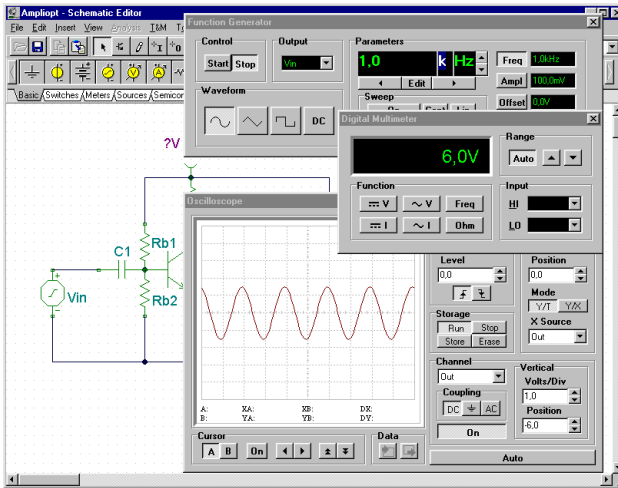 Ampliopt - Schematic Editor
File Edit Insert View Analysis I&M
Basic Switches Meters Sources Semicon
?V
C1
Rb1
Rb2
Vin
+
−
Function Generator
Control
Start Stop
Output
Vin
Waveform
DC
Parameters
1,0 k Hz
Edit
Sweep
Freq 1,0kHz
Ampl 100,0mV
Offset 0,0V
Digital Multimeter
6,0V
Range
Auto
Function
V V Freq
I I Ohm
Input
HI
LO
Oscilloscope
A: XA: XB: DX:
B: YA: YB: DY:
Cursor
A B On
Data
Level
0,0
Position
0,0
Mode
Y/T Y/X
X Source
Out
Storage
Run Stop
Store Erase
Channel
Out
Coupling
DC AC
On
Vertical
Volts/Div
1,0
Position
-6,0
Auto